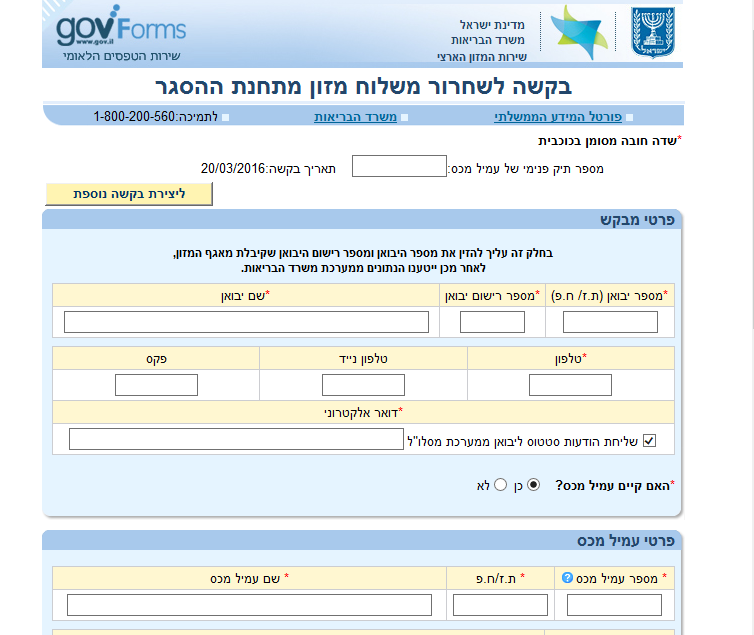 govForms
www.gov.il
שירות הטפסים הלאומי
מדינת ישראל
משרד הבריאות
שירות המזון הארצי
ישראל
בקשה לשחרור משלוח מזון מתחנת ההסגר
פורטל המידע הממשלתי
משרד הבריאות
לתמיכה:1-800-200-560
*שדה חובה מסומן בכוכבית
מספר תיק פנימי של עמיל מכס:
תאריך בקשה:20/03/2016
ליצירת בקשה נוספת
פרטי מבקש
בחלק זה עליך להזין את מספר היבואן ומספר רישום היבואן שקיבלת מאגף המזון,
לאחר מכן ייטענו הנתונים ממערכת משרד הבריאות.
*מספר יבואן (ת.ז/ ח.פ)
*מספר רישום יבואן
*שם יבואן
*טלפון
טלפון נייד
פקס
*דואר אלקטרוני
שליחת הודעות סטטוס ליבואן ממערכת מסלו"ל
*האם קיים עמיל מכס?
כן
לא
פרטי עמיל מכס
* מספר עמיל מכס ?
* ת.ז/ח.פ
* שם עמיל מכס